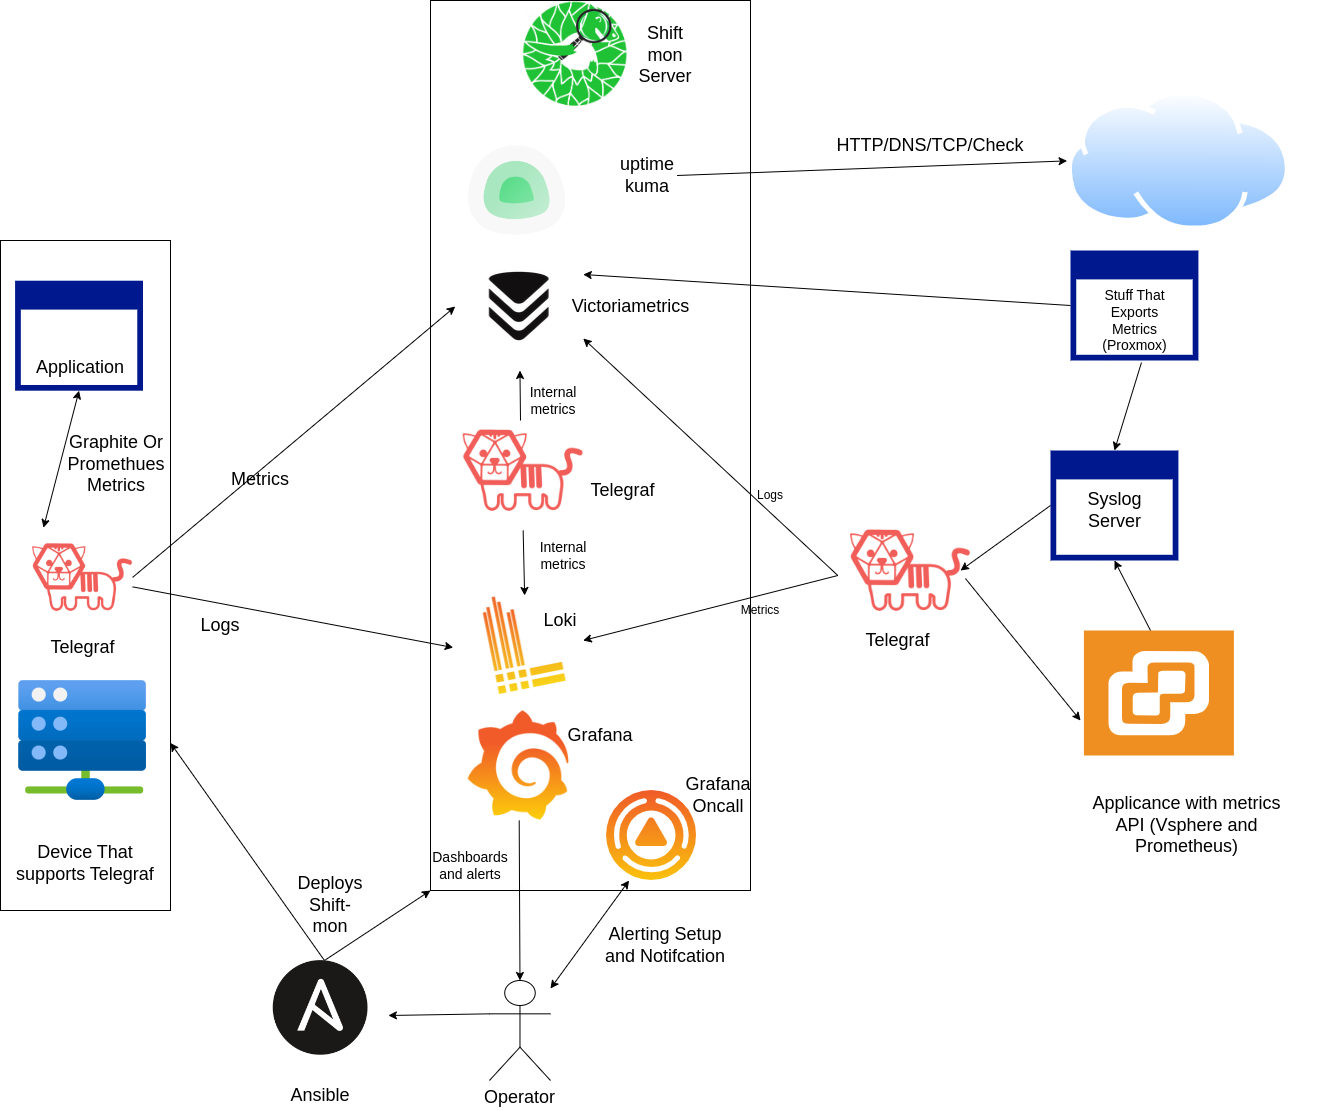 Shift
mon
Server
HTTP/DNS/TCP/Check
uptime
kuma
Victoriametrics
Stuff That
Exports
Metrics
(Proxmox)
Application
Internal
metrics
Graphite Or
Promethues
Metrics
Metrics
Telegraf
Logs
Syslog
Server
Internal
metrics
Loki
Metrics
Logs
Telegraf
Telegraf
Grafana
Grafana
Oncall
Applicance with metrics
API (Vsphere and
Prometheus)
Device That
supports Telegraf
Dashboards
and alerts
Deploys
Shift-
mon
Alerting Setup
and Notifcation
Ansible
Operator